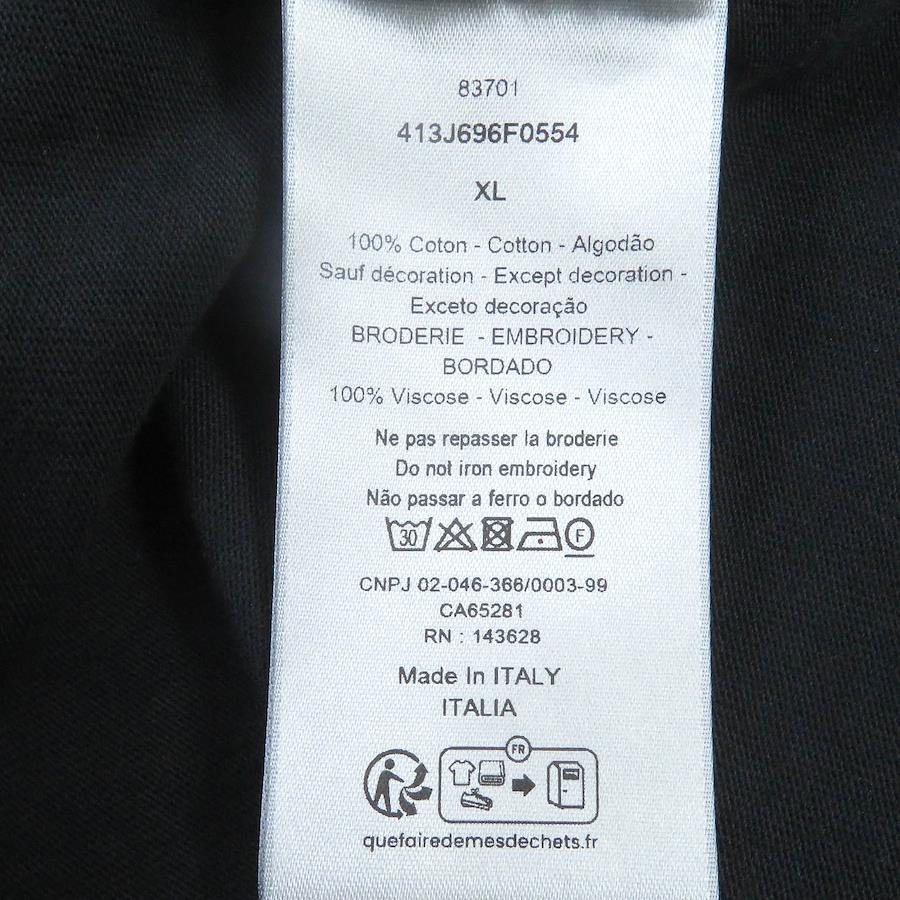 83701
413J696F0554
XL
100% Coton - Cotton - Algodão
Sauf décoration - Except decoration -
Exceto decoração
BRODERIE - EMBROIDERY -
BORDADO
100% Viscose - Viscose - Viscose
Ne pas repasser la broderie
Do not iron embroidery
Não passar a ferro o bordado
30 F
CNPJ 02-046-366/0003-99
CA65281
RN : 143628
Made In ITALY
ITALIA
FR
quefairedemesdechets.fr